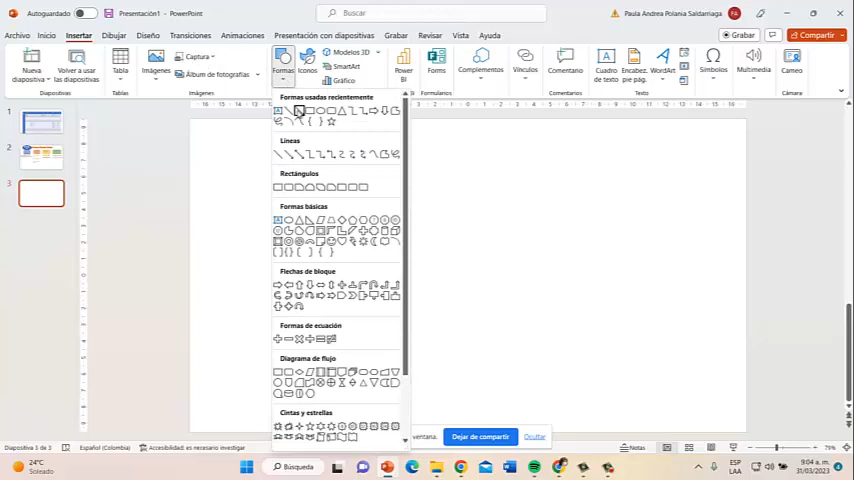 Autoguardado
Presentación1 - PowerPoint
Buscar
Paula Andrea Polania Saldarriaga
PA
Archivo Inicio Insertar Dibujar Diseño Transiciones Animaciones Presentación con diapositivas Grabar Revisar Vista Ayuda
Grabar
Compartir
Nueva diapositiva
Volver a usar las diapositivas
Imágenes
Captura
Álbum de fotografías
Formas
Iconos
Modelos 3D
SmartArt
Gráfico
Power BI
Forms
Complementos
Vínculos
Comentario
Cuadro de texto
Encabez. pie pág.
WordArt
Símbolos
Multimedia
Cameo
Diapositivas
Imágenes
Comentarios
Texto
Cameo
Formas usadas recientemente
Líneas
Rectángulos
Formas básicas
Flechas de bloque
Formas de ecuación
Diagrama de flujo
Cintas y estrellas
1
2
3
ventana.
Dejar de compartir
Ocultar
Diapositiva 3 de 3
Español (Colombia)
Accesibilidad: es necesario investigar
Notas
79%
24°C
Soleado
Búsqueda
ESP
LAA
9:04 a. m.
31/03/2023